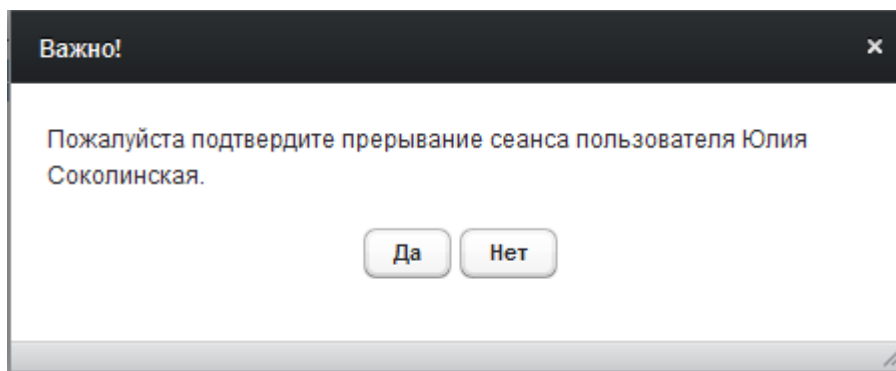 Важно!
Пожалуйста подтвердите прерывание сеанса пользователя Юлия
Соколинская.
Да Нет